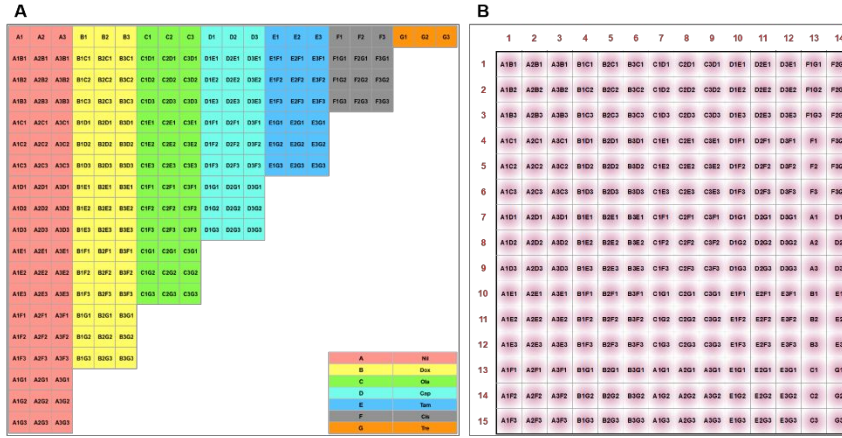 A
A1 A2 A3 B1 B2 B3 C1 C2 C3 D1 D2 D3 E1 E2 E3 F1 F2 F3 G1 G2 G3
A1B1 A2B1 A3B1 B1C1 B2C1 B3C1 C1D1 C2D1 C3D1 D1E1 D2E1 D3E1 E1F1 E2F1 E3F1 F1G1 F2G1 F3G1
A1B2 A2B2 A3B2 B1C2 B2C2 B3C2 C1D2 C2D2 C3D2 D1E2 D2E2 D3E2 E1F2 E2F2 E3F2 F1G2 F2G2 F3G2
A1B3 A2B3 A3B3 B1C3 B2C3 B3C3 C1D3 C2D3 C3D3 D1E3 D2E3 D3E3 E1F3 E2F3 E3F3 F1G3 F2G3 F3G3
A1C1 A2C1 A3C1 B1D1 B2D1 B3D1 C1E1 C2E1 C3E1 D1F1 D2F1 D3F1 E1G1 E2G1 E3G1
A1C2 A2C2 A3C2 B1D2 B2D2 B3D2 C1E2 C2E2 C3E2 D1F2 D2F2 D3F2 E1G2 E2G2 E3G2
A1C3 A2C3 A3C3 B1D3 B2D3 B3D3 C1E3 C2E3 C3E3 D1F3 D2F3 D3F3 E1G3 E2G3 E3G3
A1D1 A2D1 A3D1 B1E1 B2E1 B3E1 C1F1 C2F1 C3F1 D1G1 D2G1 D3G1
A1D2 A2D2 A3D2 B1E2 B2E2 B3E2 C1F2 C2F2 C3F2 D1G2 D2G2 D3G2
A1D3 A2D3 A3D3 B1E3 B2E3 B3E3 C1F3 C2F3 C3F3 D1G3 D2G3 D3G3
A1E1 A2E1 A3E1 B1F1 B2F1 B3F1 C1G1 C2G1 C3G1
A1E2 A2E2 A3E2 B1F2 B2F2 B3F2 C1G2 C2G2 C3G2
A1E3 A2E3 A3E3 B1F3 B2F3 B3F3 C1G3 C2G3 C3G3
A1F1 A2F1 A3F1 B1G1 B2G1 B3G1
A1F2 A2F2 A3F2 B1G2 B2G2 B3G2
A1F3 A2F3 A3F3 B1G3 B2G3 B3G3
A1G1 A2G1 A3G1
A1G2 A2G2 A3G2
A1G3 A2G3 A3G3
A Nil
B Dox
C Ola
D Cap
E Tam
F Cis
G Tre
B
1 2 3 4 5 6 7 8 9 10 11 12 13 14
1 A1B1 A2B1 A3B1 B1C1 B2C1 B3C1 C1D1 C2D1 C3D1 D1E1 D2E1 D3E1 F1G1 F2G
2 A1B2 A2B2 A3B2 B1C2 B2C2 B3C2 C1D2 C2D2 C3D2 D1E2 D2E2 D3E2 F1G2 F2G
3 A1B3 A2B3 A3B3 B1C3 B2C3 B3C3 C1D3 C2D3 C3D3 D1E3 D2E3 D3E3 F1G3 F2G
4 A1C1 A2C1 A3C1 B1D1 B2D1 B3D1 C1E1 C2E1 C3E1 D1F1 D2F1 D3F1 F1 F3G
5 A1C2 A2C2 A3C2 B1D2 B2D2 B3D2 C1E2 C2E2 C3E2 D1F2 D2F2 D3F2 F2 F3G
6 A1C3 A2C3 A3C3 B1D3 B2D3 B3D3 C1E3 C2E3 C3E3 D1F3 D2F3 D3F3 F3 F3G
7 A1D1 A2D1 A3D1 B1E1 B2E1 B3E1 C1F1 C2F1 C3F1 D1G1 D2G1 D3G1 A1 D1
8 A1D2 A2D2 A3D2 B1E2 B2E2 B3E2 C1F2 C2F2 C3F2 D1G2 D2G2 D3G2 A2 D2
9 A1D3 A2D3 A3D3 B1E3 B2E3 B3E3 C1F3 C2F3 C3F3 D1G3 D2G3 D3G3 A3 D3
10 A1E1 A2E1 A3E1 B1F1 B2F1 B3F1 C1G1 C2G1 C3G1 E1F1 E2F1 E3F1 B1 E1
11 A1E2 A2E2 A3E2 B1F2 B2F2 B3F2 C1G2 C2G2 C3G2 E1F2 E2F2 E3F2 B2 E2
12 A1E3 A2E3 A3E3 B1F3 B2F3 B3F3 C1G3 C2G3 C3G3 E1F3 E2F3 E3F3 B3 E3
13 A1F1 A2F1 A3F1 B1G1 B2G1 B3G1 A1G1 A2G1 A3G1 E1G1 E2G1 E3G1 C1 G1
14 A1F2 A2F2 A3F2 B1G2 B2G2 B3G2 A1G2 A2G2 A3G2 E1G2 E2G2 E3G2 C2 G2
15 A1F3 A2F3 A3F3 B1G3 B2G3 B3G3 A1G3 A2G3 A3G3 E1G3 E2G3 E3G3 C3 G3